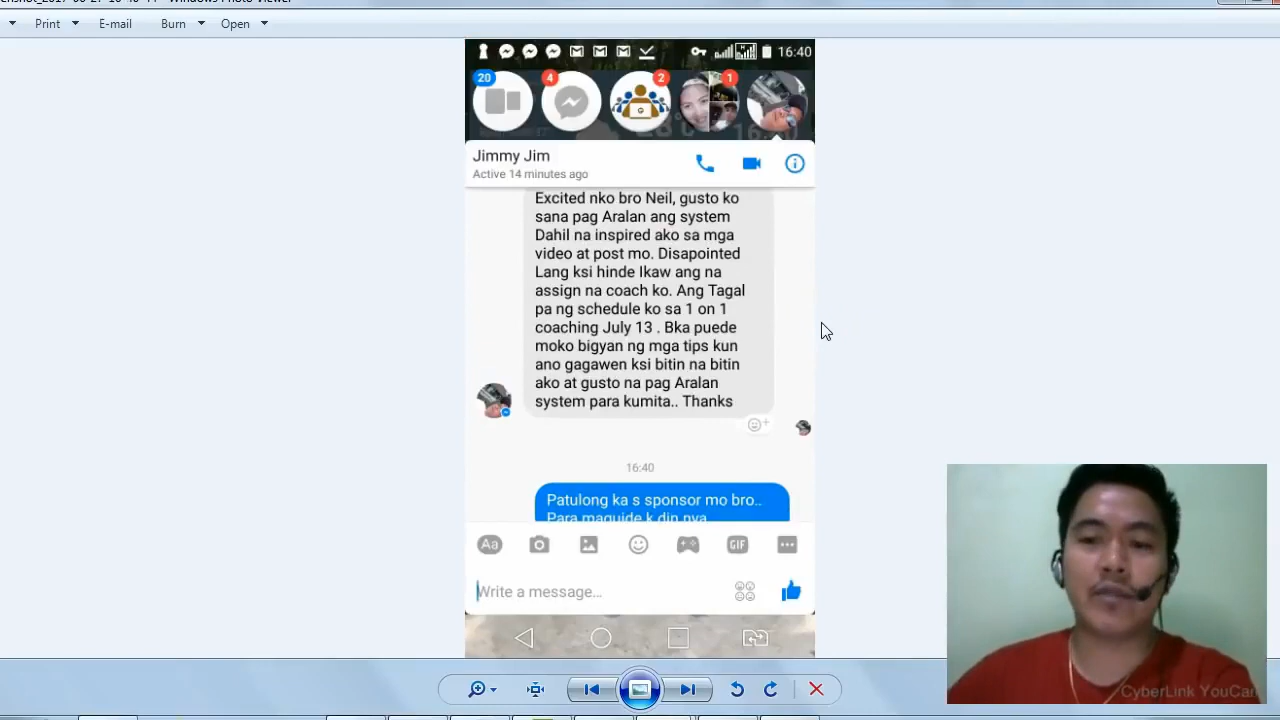 Print
E-mail
Burn
Open
16:40
20
4
2
1
Jimmy Jim
Active 14 minutes ago
Excited nko bro Neil, gusto ko
sana pag Aralan ang system
Dahil na inspired ako sa mga
video at post mo. Disapointed
Lang ksi hinde Ikaw ang na
assign na coach ko. Ang Tagal
pa ng schedule ko sa 1 on 1
coaching July 13 . Bka puede
moko bigyan ng mga tips kun
ano gagawen ksi bitin na bitin
ako at gusto na pag Aralan
system para kumita.. Thanks
16:40
Patulong ka s sponsor mo bro..
Para maguide k din nya
Aa
GIF
Write a message...
CyberLink YouCam